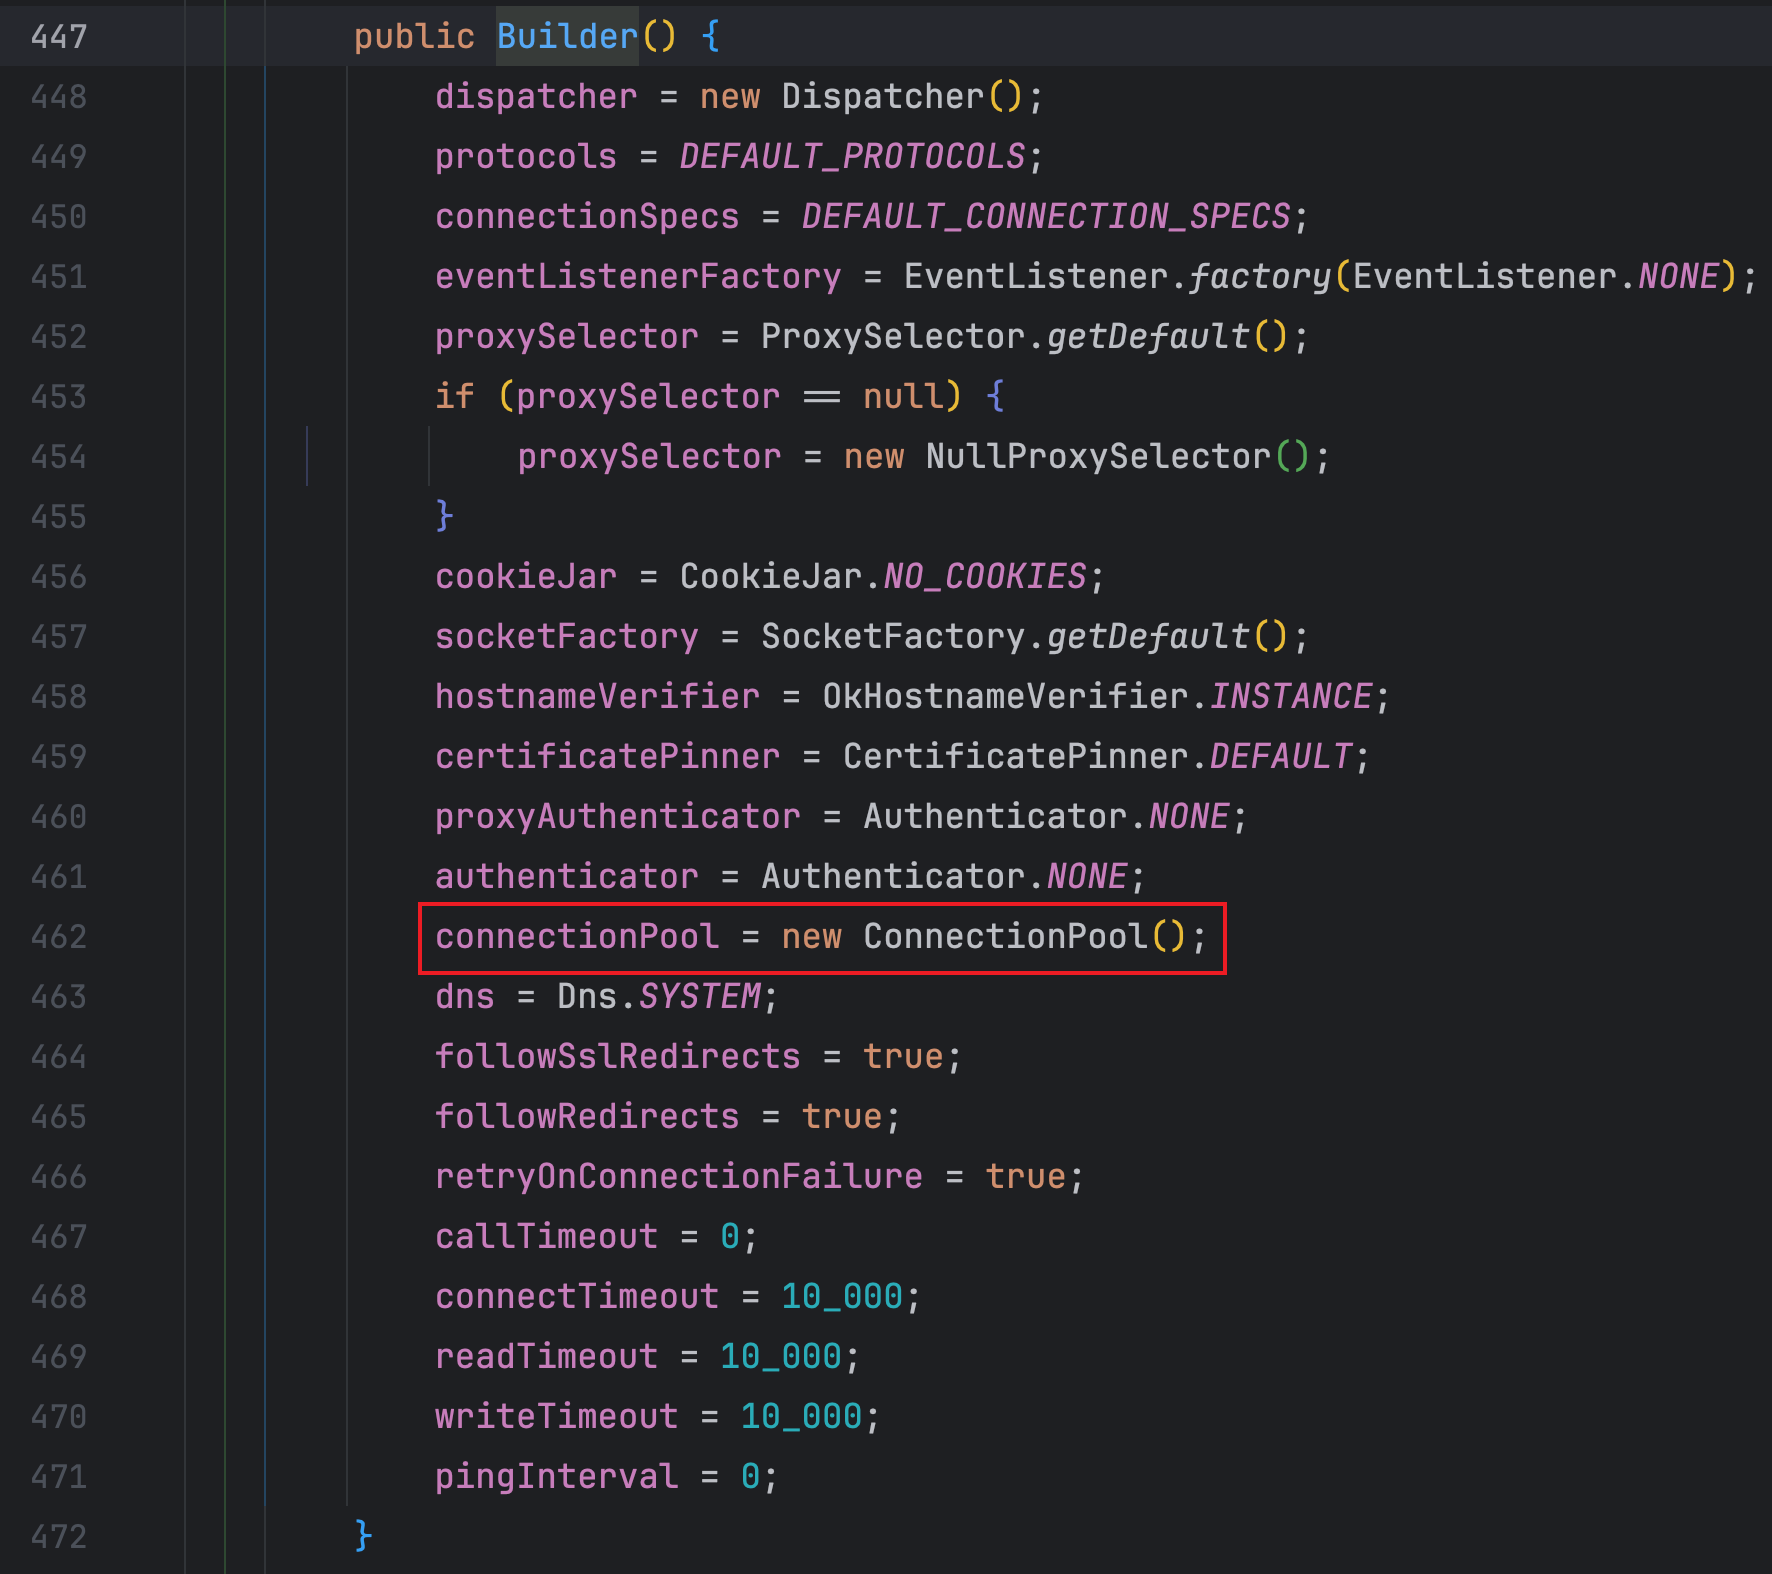 447 public Builder() {
448 dispatcher = new Dispatcher();
449 protocols = DEFAULT_PROTOCOLS;
450 connectionSpecs = DEFAULT_CONNECTION_SPECS;
451 eventListenerFactory = EventListener.factory(EventListener.NONE);
452 proxySelector = ProxySelector.getDefault();
453 if (proxySelector == null) {
454 proxySelector = new NullProxySelector();
455 }
456 cookieJar = CookieJar.NO_COOKIES;
457 socketFactory = SocketFactory.getDefault();
458 hostnameVerifier = OkHostnameVerifier.INSTANCE;
459 certificatePinner = CertificatePinner.DEFAULT;
460 proxyAuthenticator = Authenticator.NONE;
461 authenticator = Authenticator.NONE;
462 connectionPool = new ConnectionPool();
463 dns = Dns.SYSTEM;
464 followSslRedirects = true;
465 followRedirects = true;
466 retryOnConnectionFailure = true;
467 callTimeout = 0;
468 connectTimeout = 10_000;
469 readTimeout = 10_000;
470 writeTimeout = 10_000;
471 pingInterval = 0;
472 }